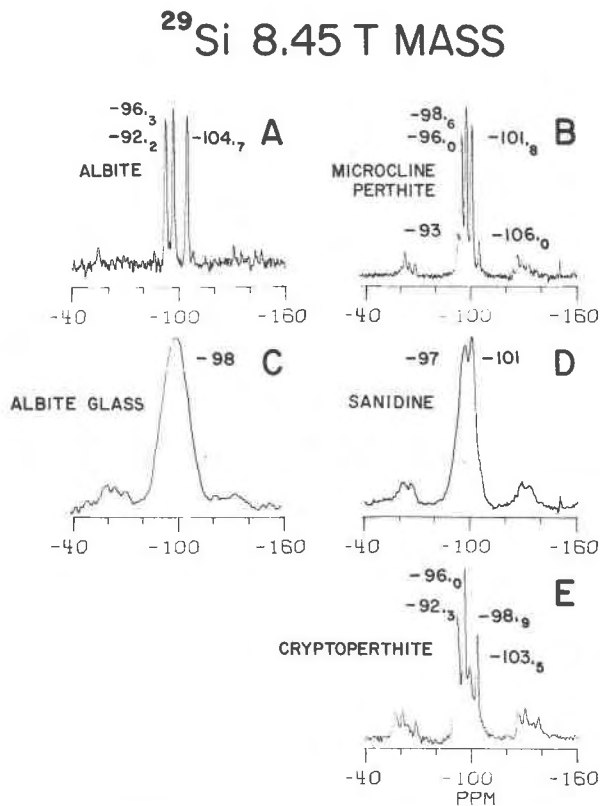 ²⁹Si 8.45 T MASS
-96.₃
-92.₂
-104.₇
A
ALBITE
-40 -100 -160
-98.₆
-96.₀
-101.₈
B
MICROCLINE
PERTHITE
-93
-106.₀
-40 -100 -160
-98
C
ALBITE GLASS
-40 -100 -160
-97
-101
D
SANIDINE
-40 -100 -160
-96.₀
-92.₃
-98.₉
E
CRYPTOPERTHITE
-103.₅
-40 -100 -160
PPM